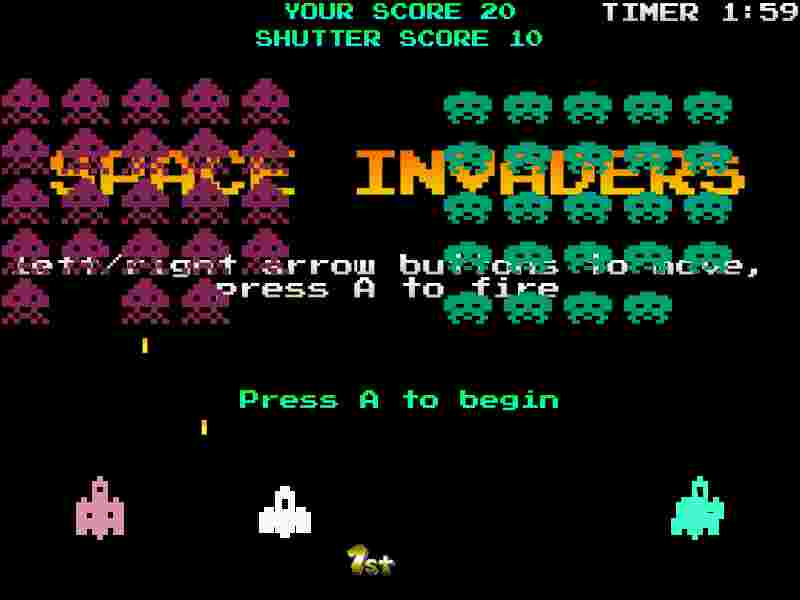 YOUR SCORE 20
TIMER 1:59
SHUTTER SCORE 10
SPACE INVADERS
left/right arrow buttons to move,
press A to fire
Press A to begin
1st